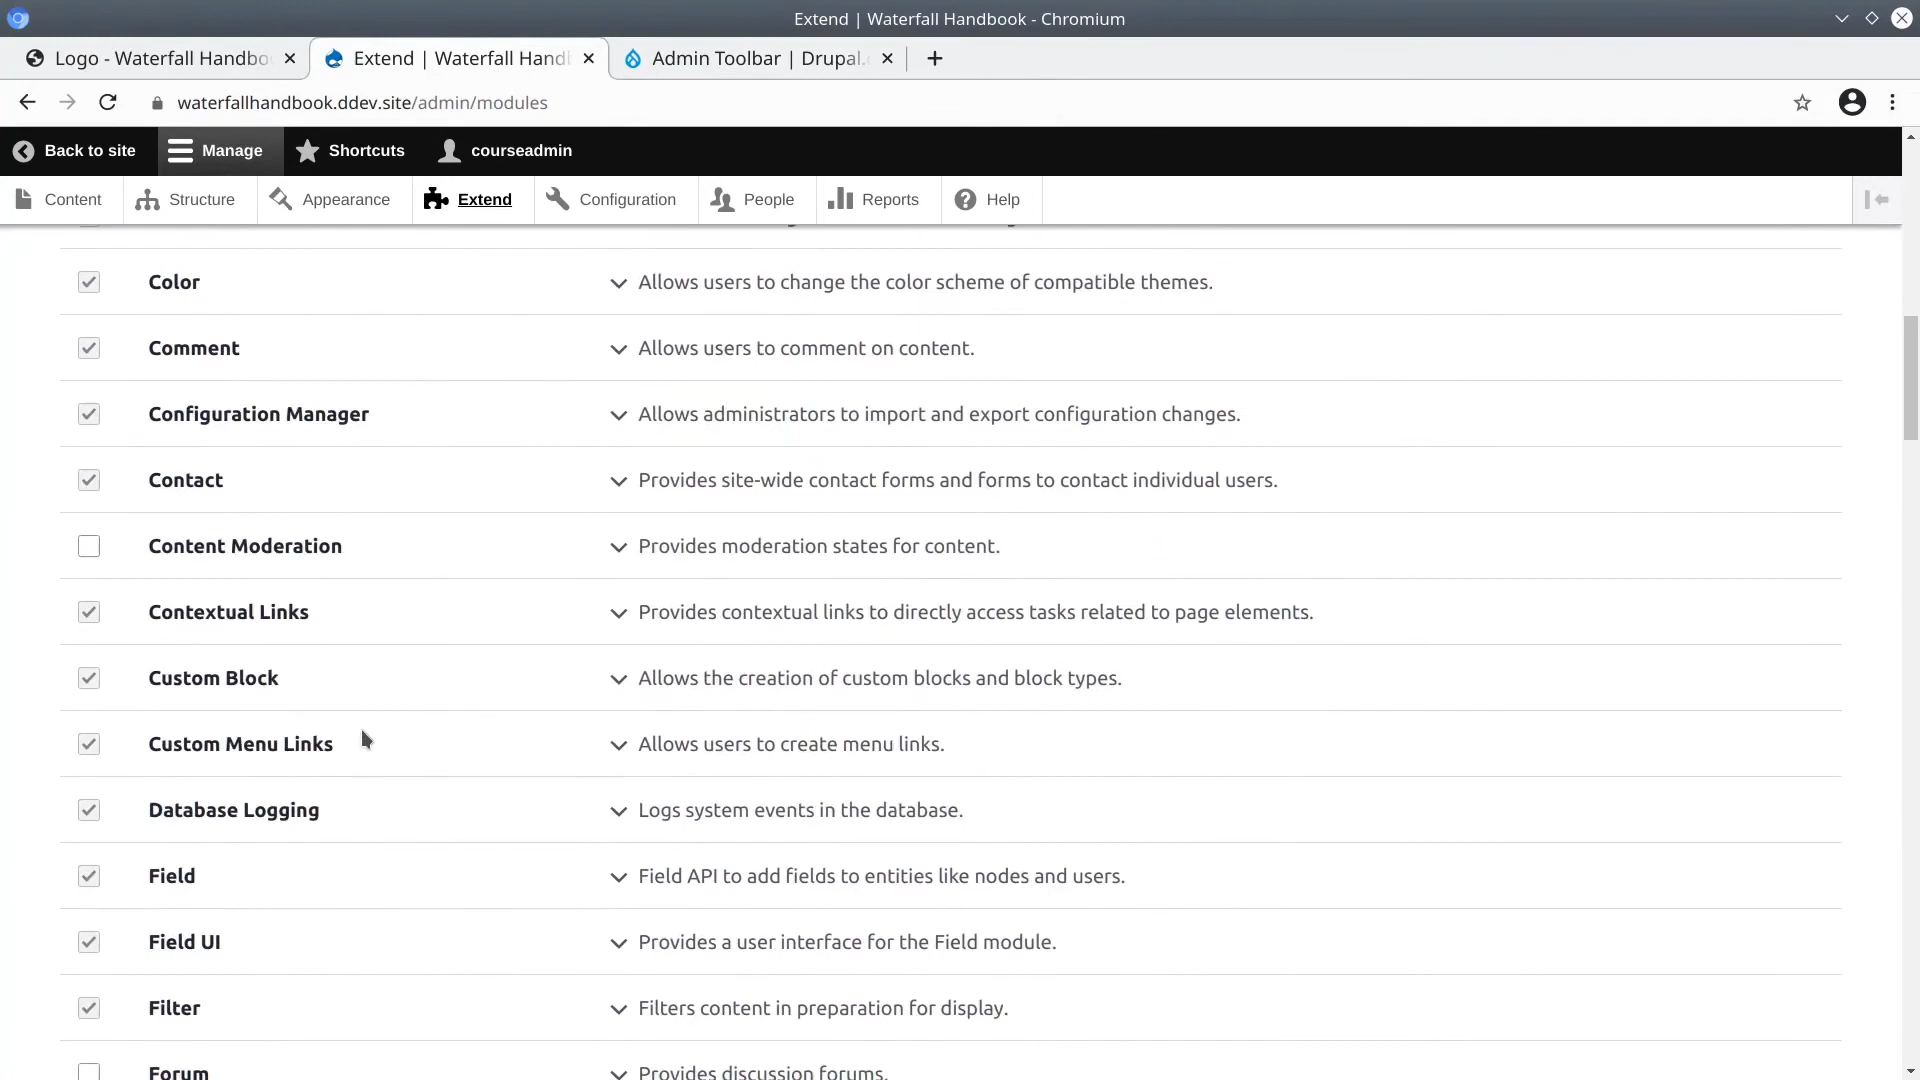 Extend | Waterfall Handbook - Chromium
Logo - Waterfall Handbo
Extend | Waterfall Hand
Admin Toolbar | Drupal.
waterfallhandbook.ddev.site/admin/modules
Back to site
Manage
Shortcuts
courseadmin
Content
Structure
Appearance
Extend
Configuration
People
Reports
Help
Color
Allows users to change the color scheme of compatible themes.
Comment
Allows users to comment on content.
Configuration Manager
Allows administrators to import and export configuration changes.
Contact
Provides site-wide contact forms and forms to contact individual users.
Content Moderation
Provides moderation states for content.
Contextual Links
Provides contextual links to directly access tasks related to page elements.
Custom Block
Allows the creation of custom blocks and block types.
Custom Menu Links
Allows users to create menu links.
Database Logging
Logs system events in the database.
Field
Field API to add fields to entities like nodes and users.
Field UI
Provides a user interface for the Field module.
Filter
Filters content in preparation for display.
Forum
Provides discussion forums.